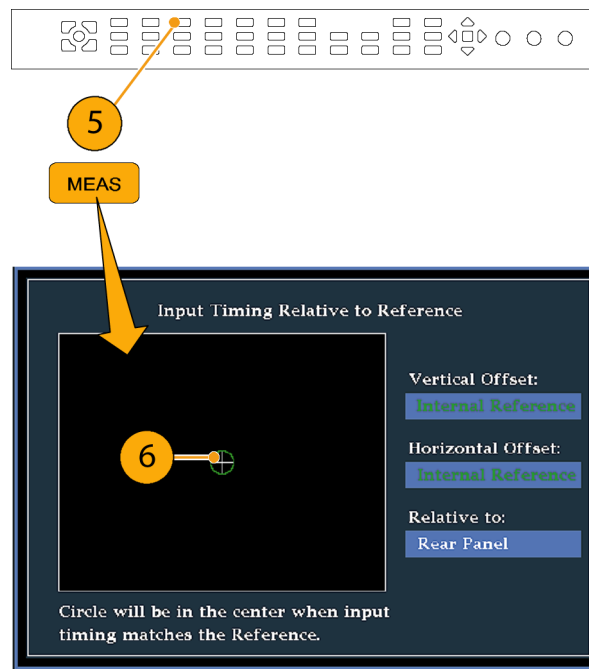 5
MEAS
Input Timing Relative to Reference
Vertical Offset:
Internal Reference
6
Horizontal Offset:
Internal Reference
Relative to:
Rear Panel
Circle will be in the center when input
timing matches the Reference.